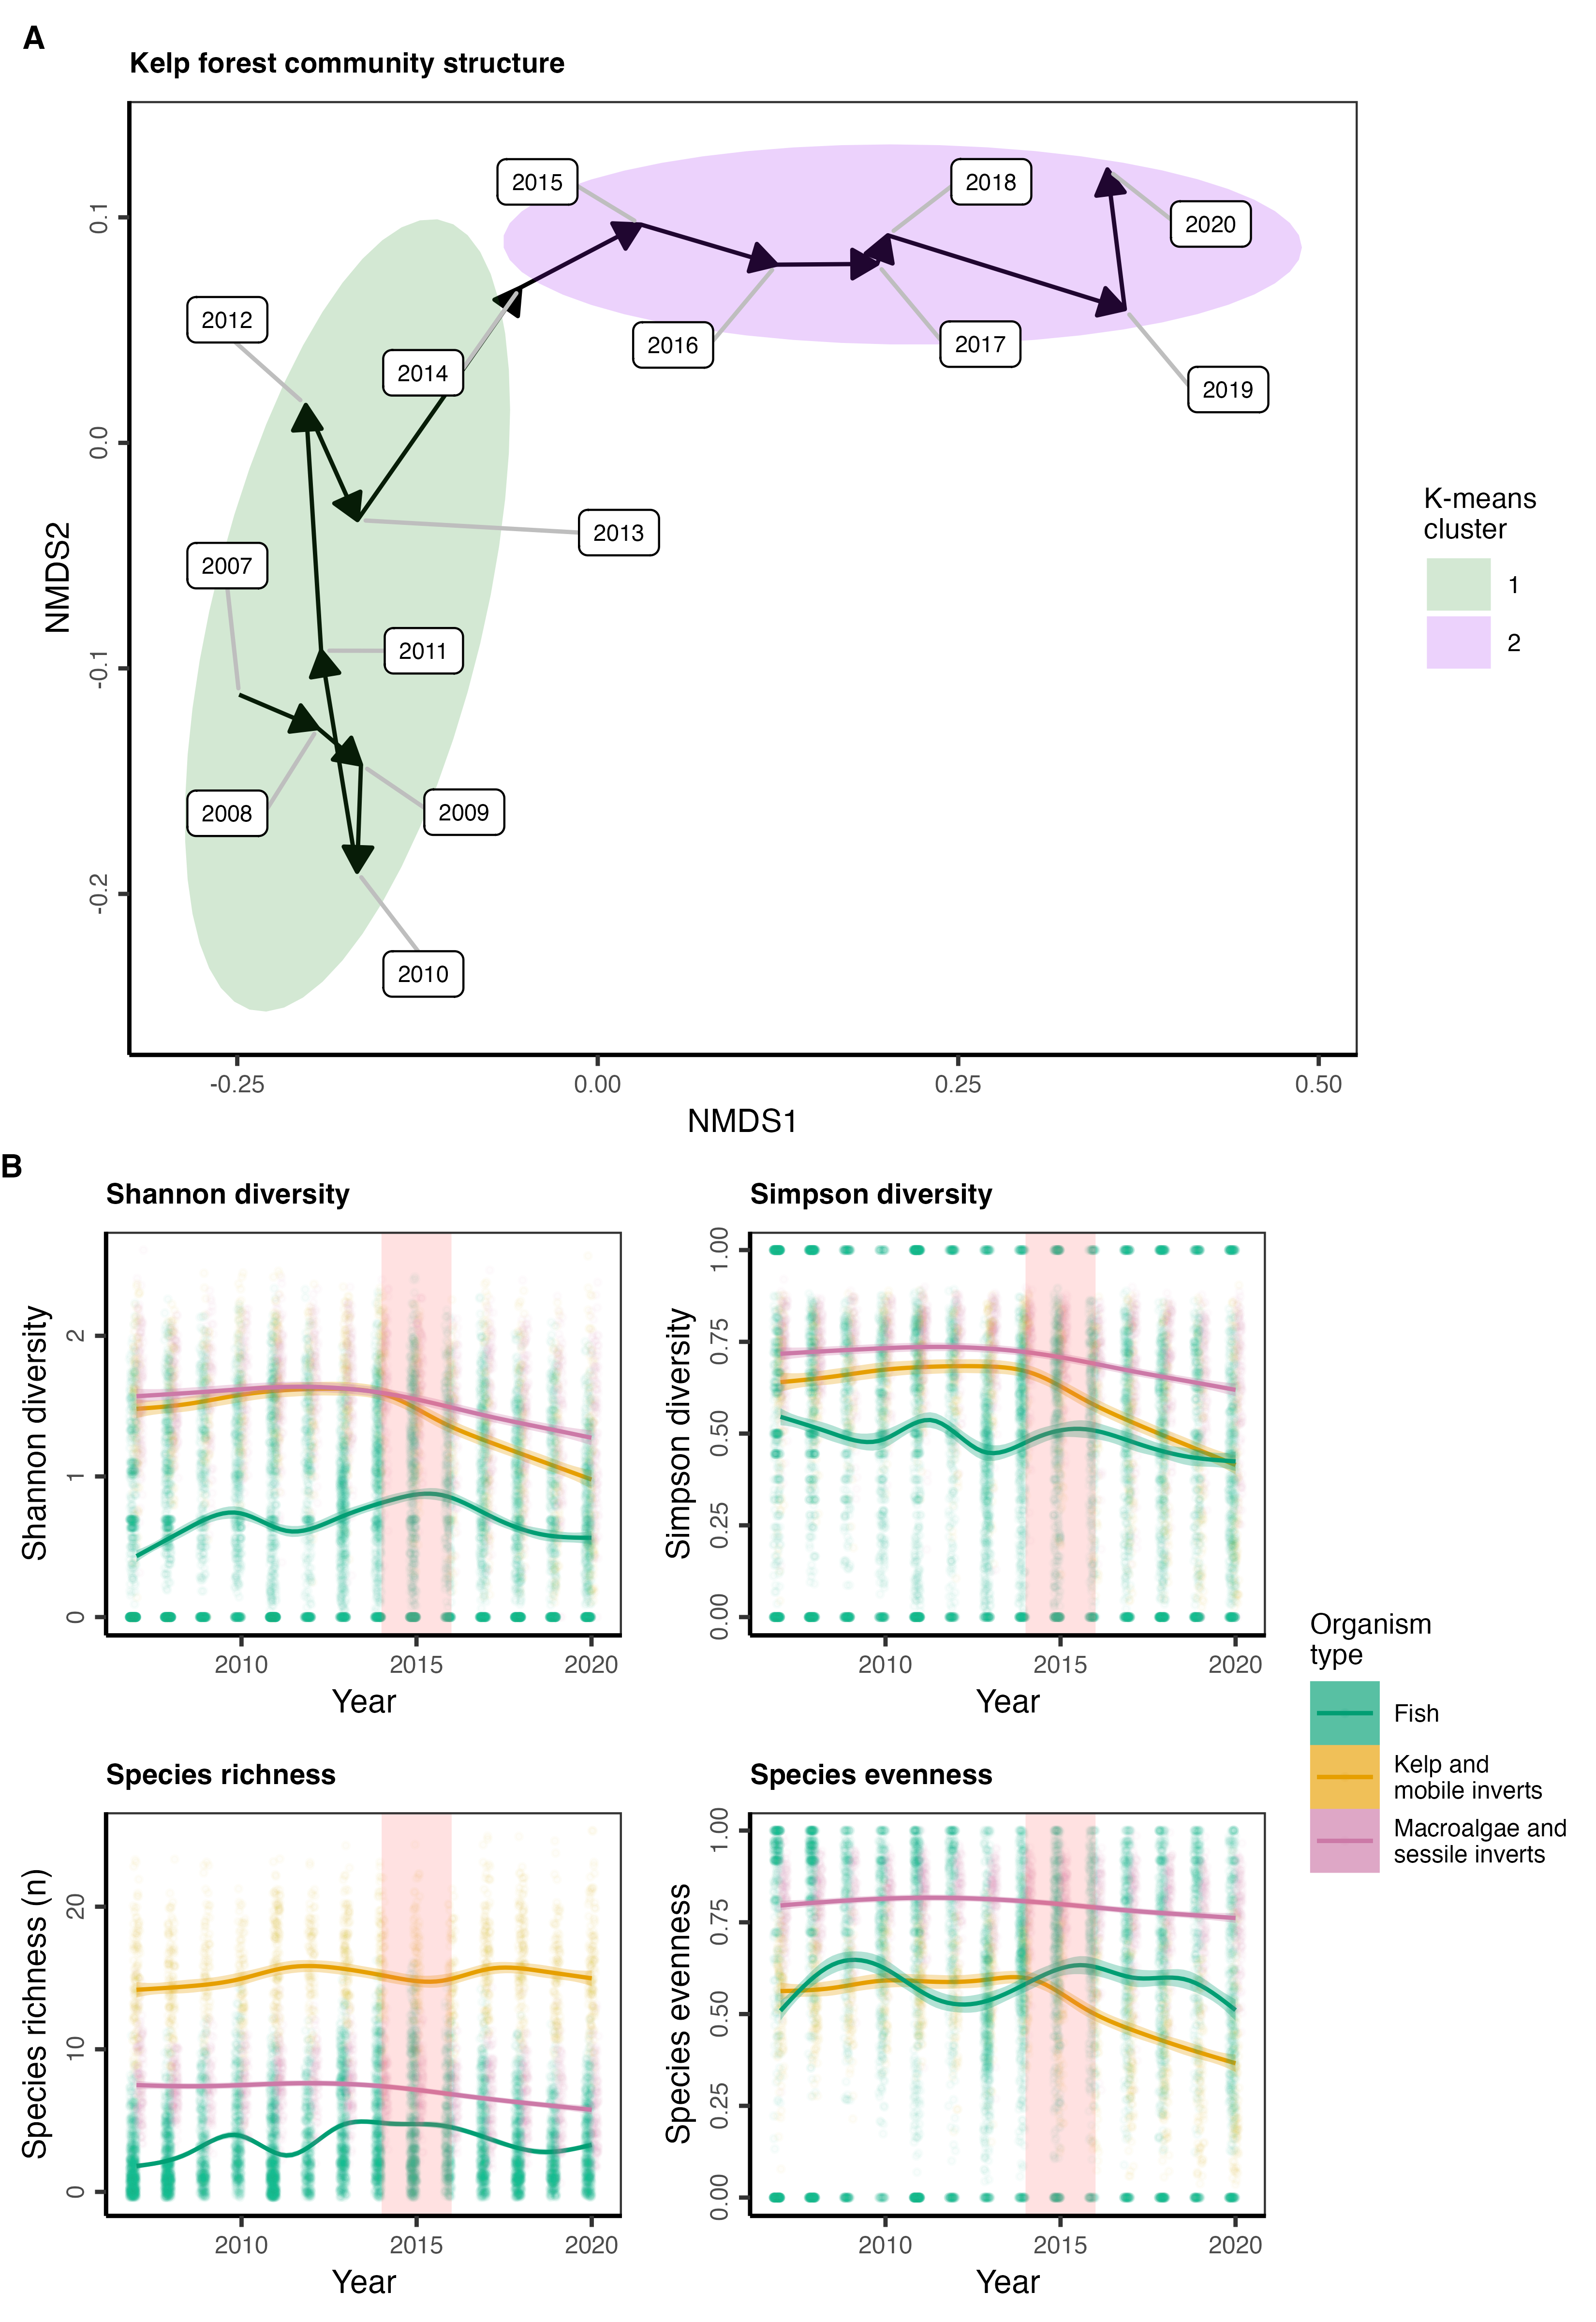 A
Kelp forest community structure
0.1
0.0
-0.1
-0.2
NMDS2
2015
2018
2020
2012
2016
2017
2014
2019
2013
2007
2011
2008
2009
2010
-0.25
0.00
0.25
0.50
NMDS1
K-means
cluster
1
2
B
Shannon diversity
Shannon diversity
2
1
0
2010
2015
2020
Year
Simpson diversity
Simpson diversity
1.00
0.75
0.50
0.25
0.00
2010
2015
2020
Year
Species richness
Species richness (n)
20
10
0
2010
2015
2020
Year
Species evenness
Species evenness
1.00
0.75
0.50
0.25
0.00
2010
2015
2020
Year
Organism
type
Fish
Kelp and
mobile inverts
Macroalgae and
sessile inverts